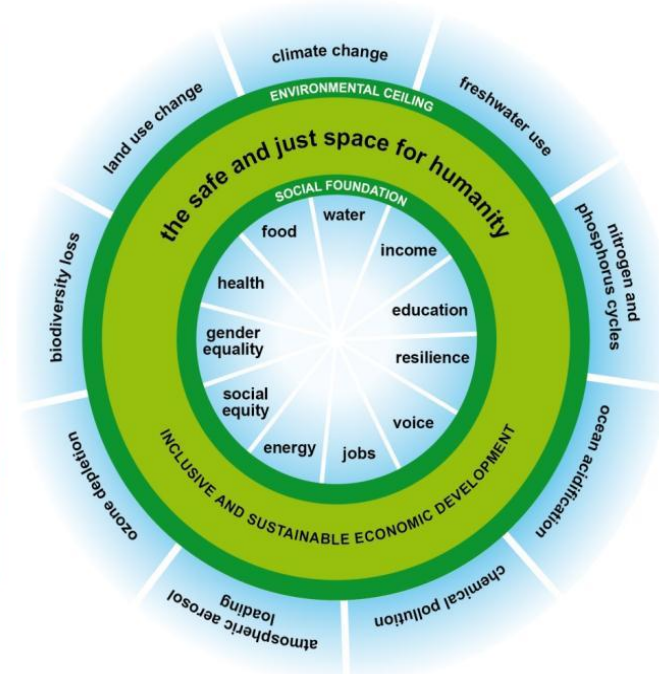 climate change
freshwater use
nitrogen and
phosphorus cycles
ocean acidification
chemical pollution
atmospheric aerosol
loading
ozone depletion
biodiversity loss
land use change
ENVIRONMENTAL CEILING
the safe and just space for humanity
SOCIAL FOUNDATION
water
income
education
resilience
voice
jobs
energy
social
equity
gender
equality
health
food
INCLUSIVE AND SUSTAINABLE ECONOMIC DEVELOPMENT